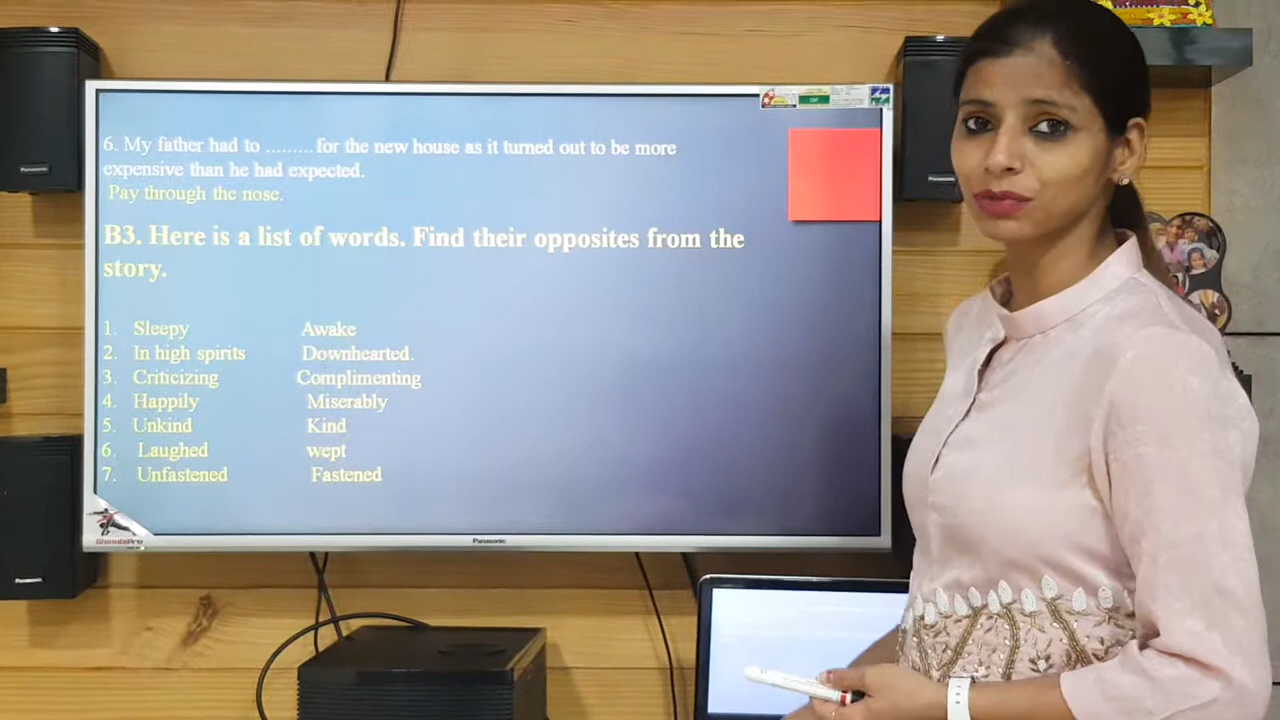 6. My father had to ......... for the new house as it turned out to be more
expensive than he had expected.
Pay through the nose.
B3. Here is a list of words. Find their opposites from the
story.
1. Sleepy Awake
2. In high spirits Downhearted.
3. Criticizing Complimenting
4. Happily Miserably
5. Unkind Kind
6. Laughed wept
7. Unfastened Fastened
Panasonic
Panasonic
Panasonic
Panasonic